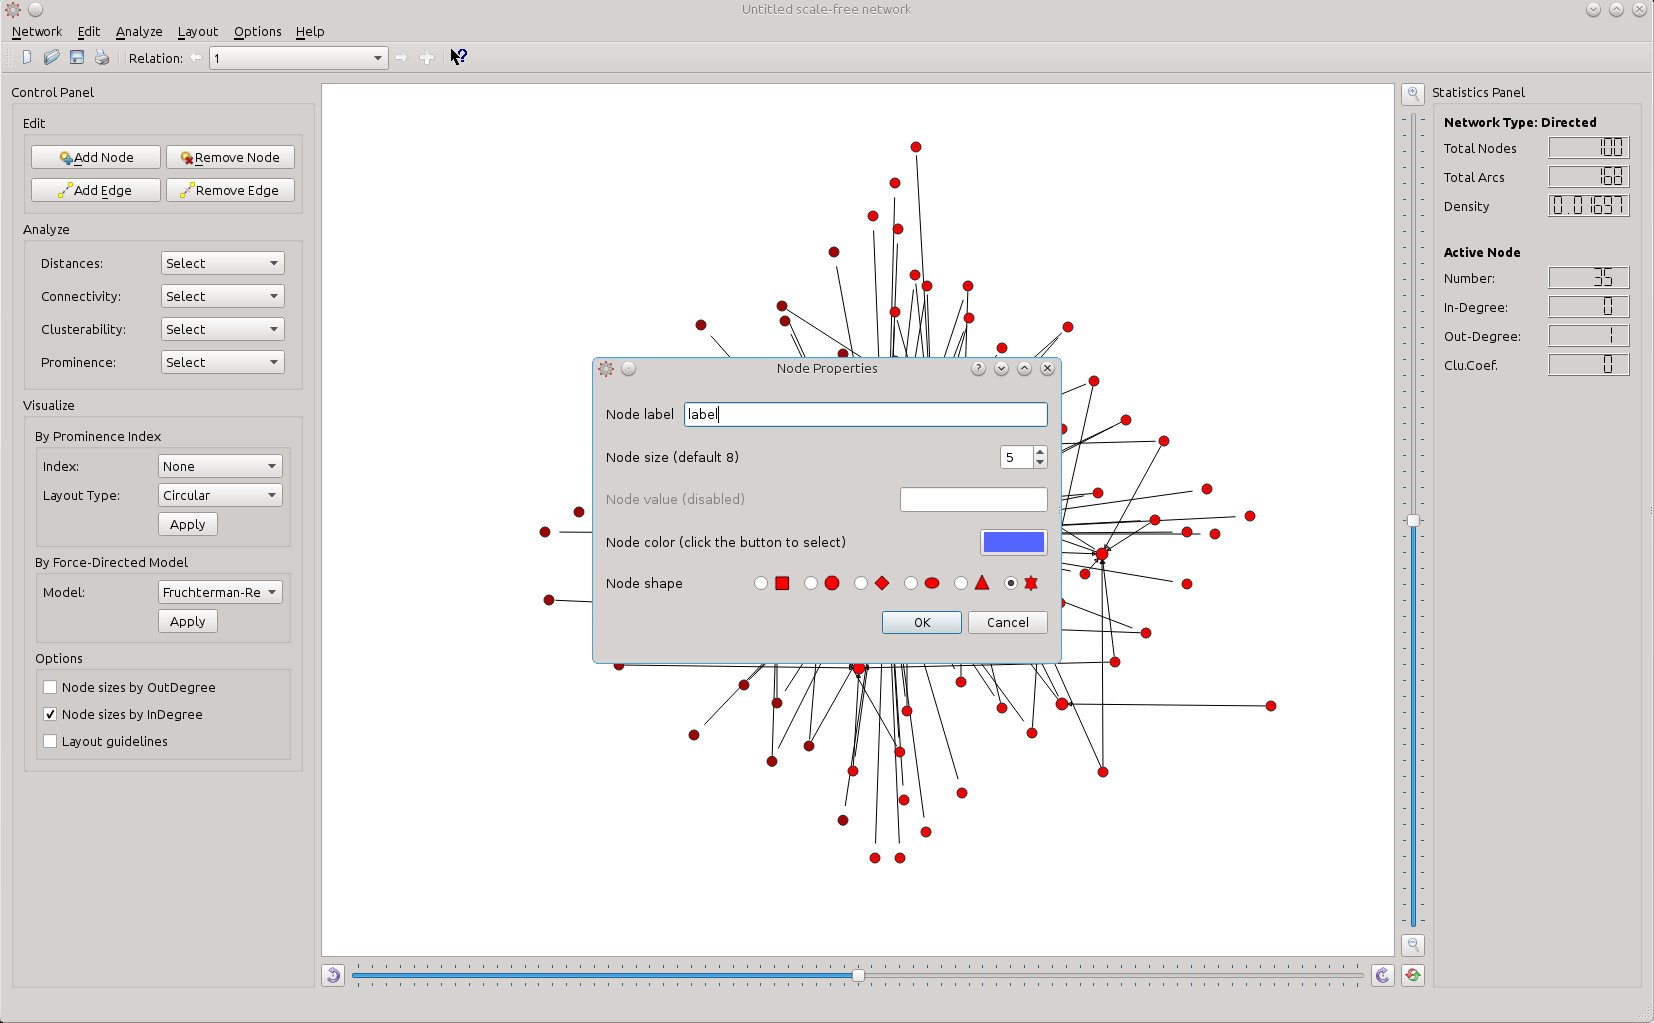 Untitled scale-free network
Network Edit Analyze Layout Options Help
Relation: 1
Control Panel
Edit
Add Node Remove Node
Add Edge Remove Edge
Analyze
Distances: Select
Connectivity: Select
Clusterability: Select
Prominence: Select
Visualize
By Prominence Index
Index: None
Layout Type: Circular
Apply
By Force-Directed Model
Model: Fruchterman-Re
Apply
Options
Node sizes by OutDegree
Node sizes by InDegree
Layout guidelines
Node Properties
Node label label
Node size (default 8) 5
Node value (disabled)
Node color (click the button to select)
Node shape
OK Cancel
Statistics Panel
Network Type: Directed
Total Nodes 100
Total Arcs 168
Density 0.01697
Active Node
Number: 35
In-Degree: 0
Out-Degree: 1
Clu.Coef. 0